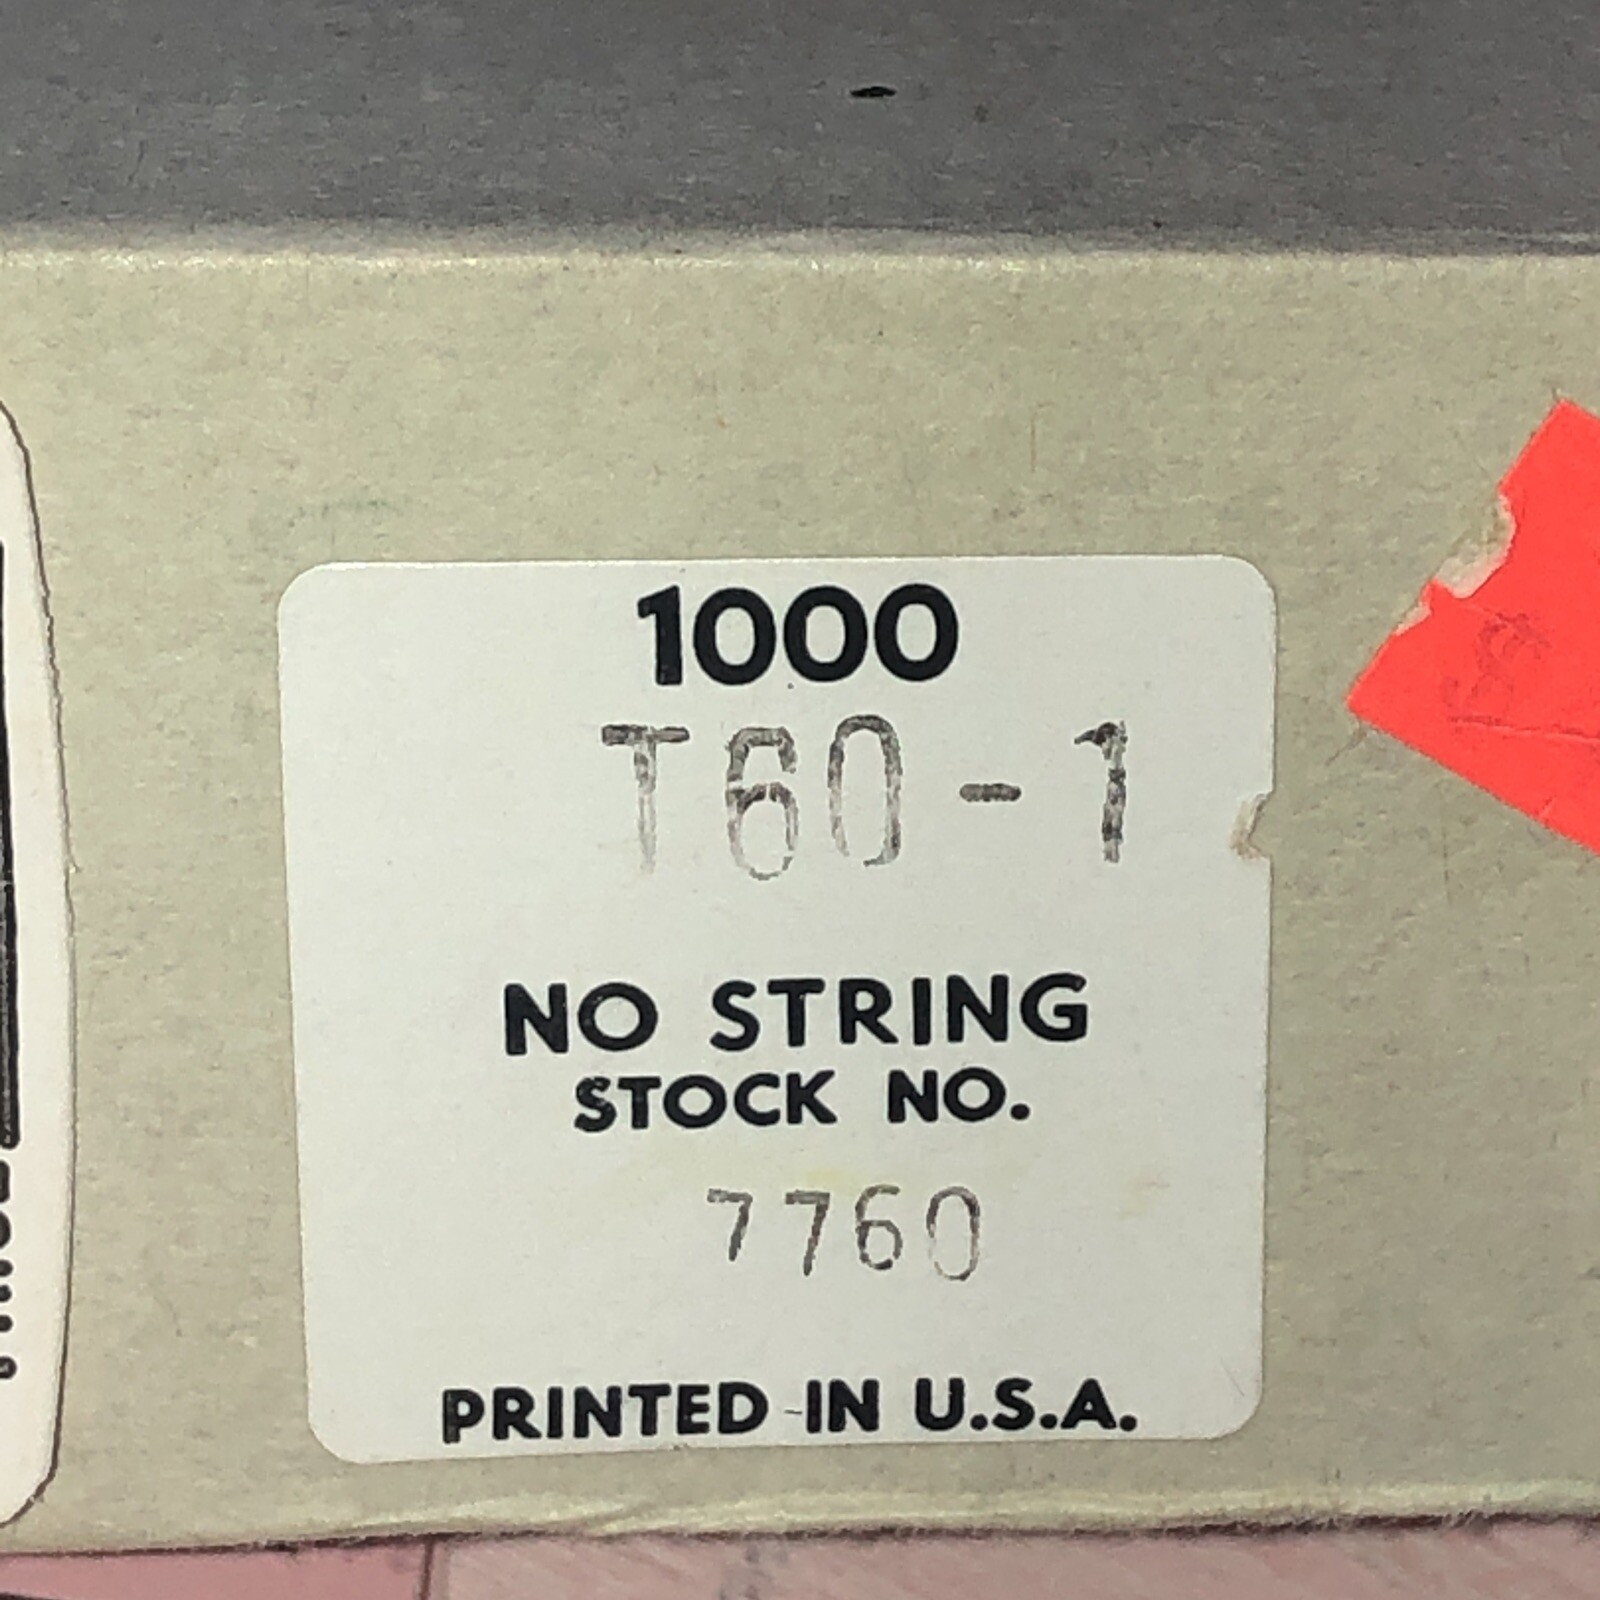 1000
T60-1
NO STRING
STOCK NO.
7760
PRINTED IN U.S.A.